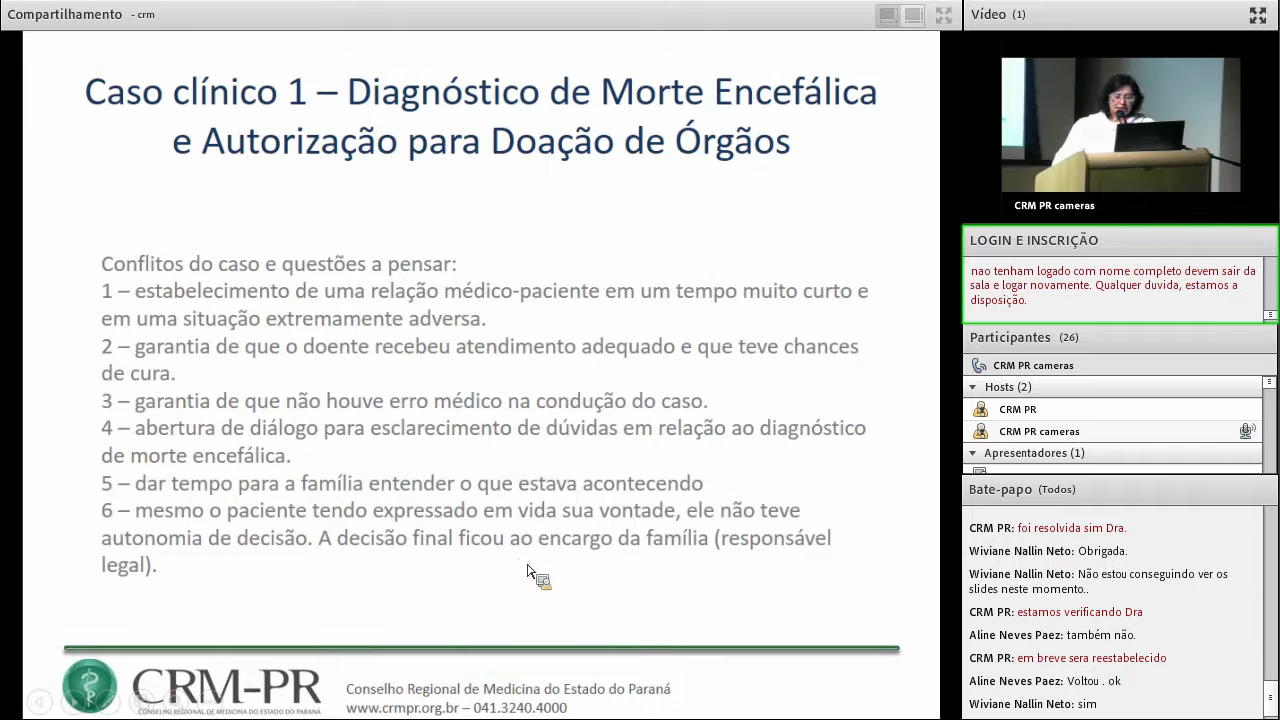 Compartilhamento - crm
Caso clínico 1 – Diagnóstico de Morte Encefálica
e Autorização para Doação de Órgãos
Conflitos do caso e questões a pensar:
1 – estabelecimento de uma relação médico-paciente em um tempo muito curto e
em uma situação extremamente adversa.
2 – garantia de que o doente recebeu atendimento adequado e que teve chances
de cura.
3 – garantia de que não houve erro médico na condução do caso.
4 – abertura de diálogo para esclarecimento de dúvidas em relação ao diagnóstico
de morte encefálica.
5 – dar tempo para a família entender o que estava acontecendo
6 – mesmo o paciente tendo expressado em vida sua vontade, ele não teve
autonomia de decisão. A decisão final ficou ao encargo da família (responsável
legal).
CRM-PR
CONSELHO REGIONAL DE MEDICINA DO ESTADO DO PARANÁ
Conselho Regional de Medicina do Estado do Paraná
www.crmpr.org.br – 041.3240.4000
Vídeo (1)
CRM PR cameras
LOGIN E INSCRIÇÃO
nao tenham logado com nome completo devem sair da
sala e logar novamente. Qualquer duvida, estamos a
disposição.
Participantes (26)
CRM PR cameras
Hosts (2)
CRM PR
CRM PR cameras
Apresentadores (1)
Bate-papo (Todos)
CRM PR: foi resolvida sim Dra.
Wiviane Nallin Neto: Obrigada.
Wiviane Nallin Neto: Não estou conseguindo ver os
slides neste momento..
CRM PR: estamos verificando Dra
Aline Neves Paez: também não.
CRM PR: em breve sera reestabelecido
Aline Neves Paez: Voltou . ok
Wiviane Nallin Neto: sim